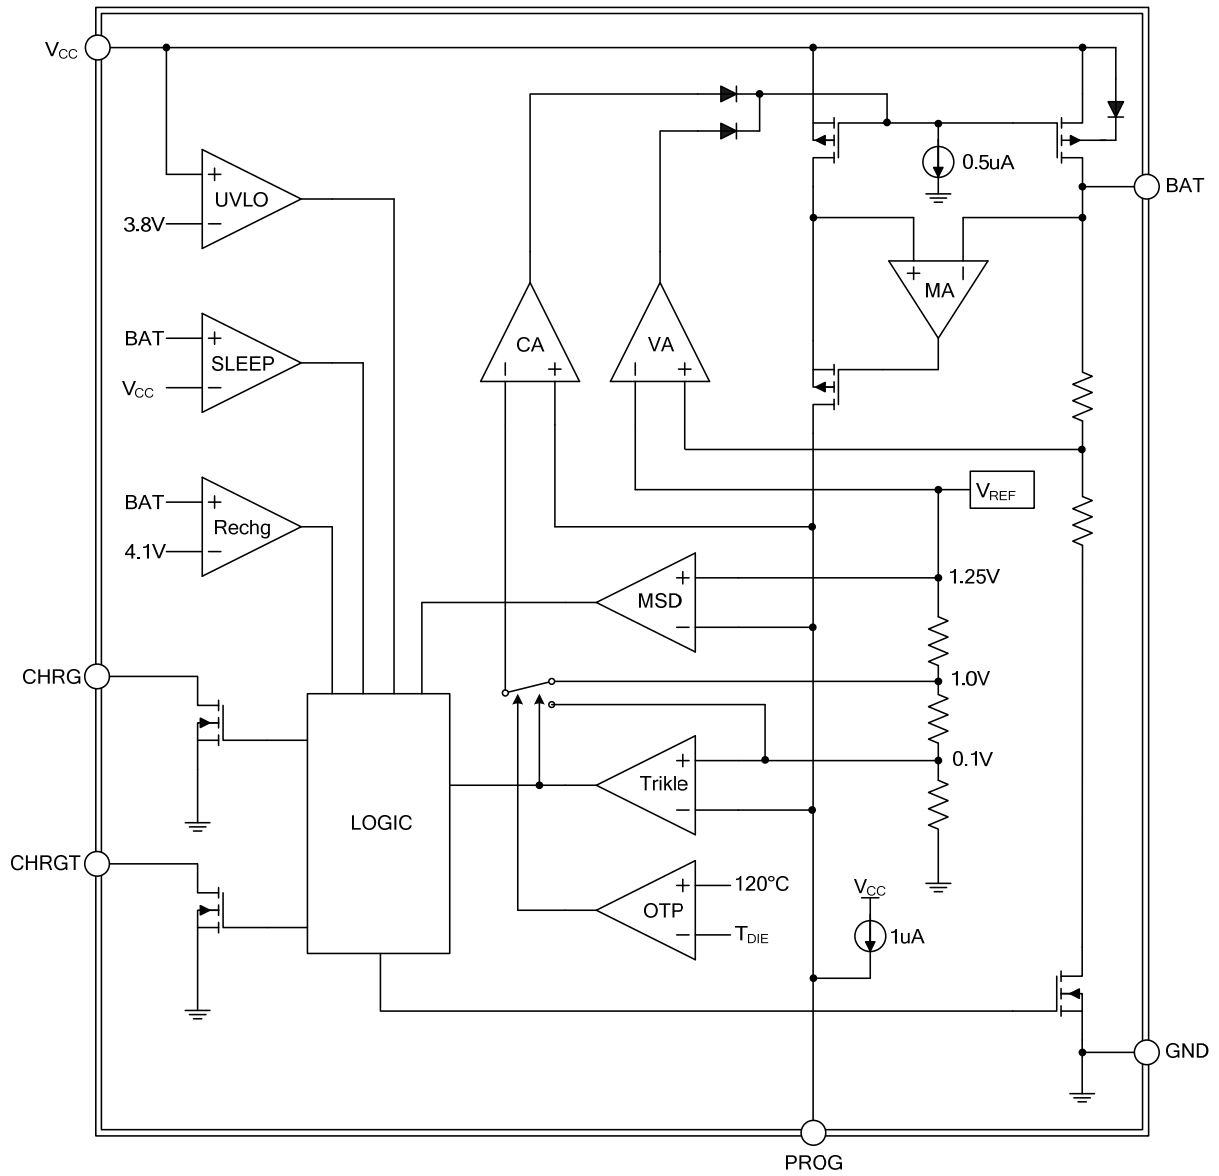 VCC
0.5uA
BAT
+
UVLO
3.8V
−
+
−
MA
BAT
+
SLEEP
VCC
−
CA
−
+
VA
−
+
BAT
+
Rechg
4.1V
−
VREF
+
MSD
−
1.25V
CHRG
1.0V
+
Trikle
−
0.1V
LOGIC
CHRGT
+
120°C
OTP
−
TDIE
VCC
1uA
GND
PROG